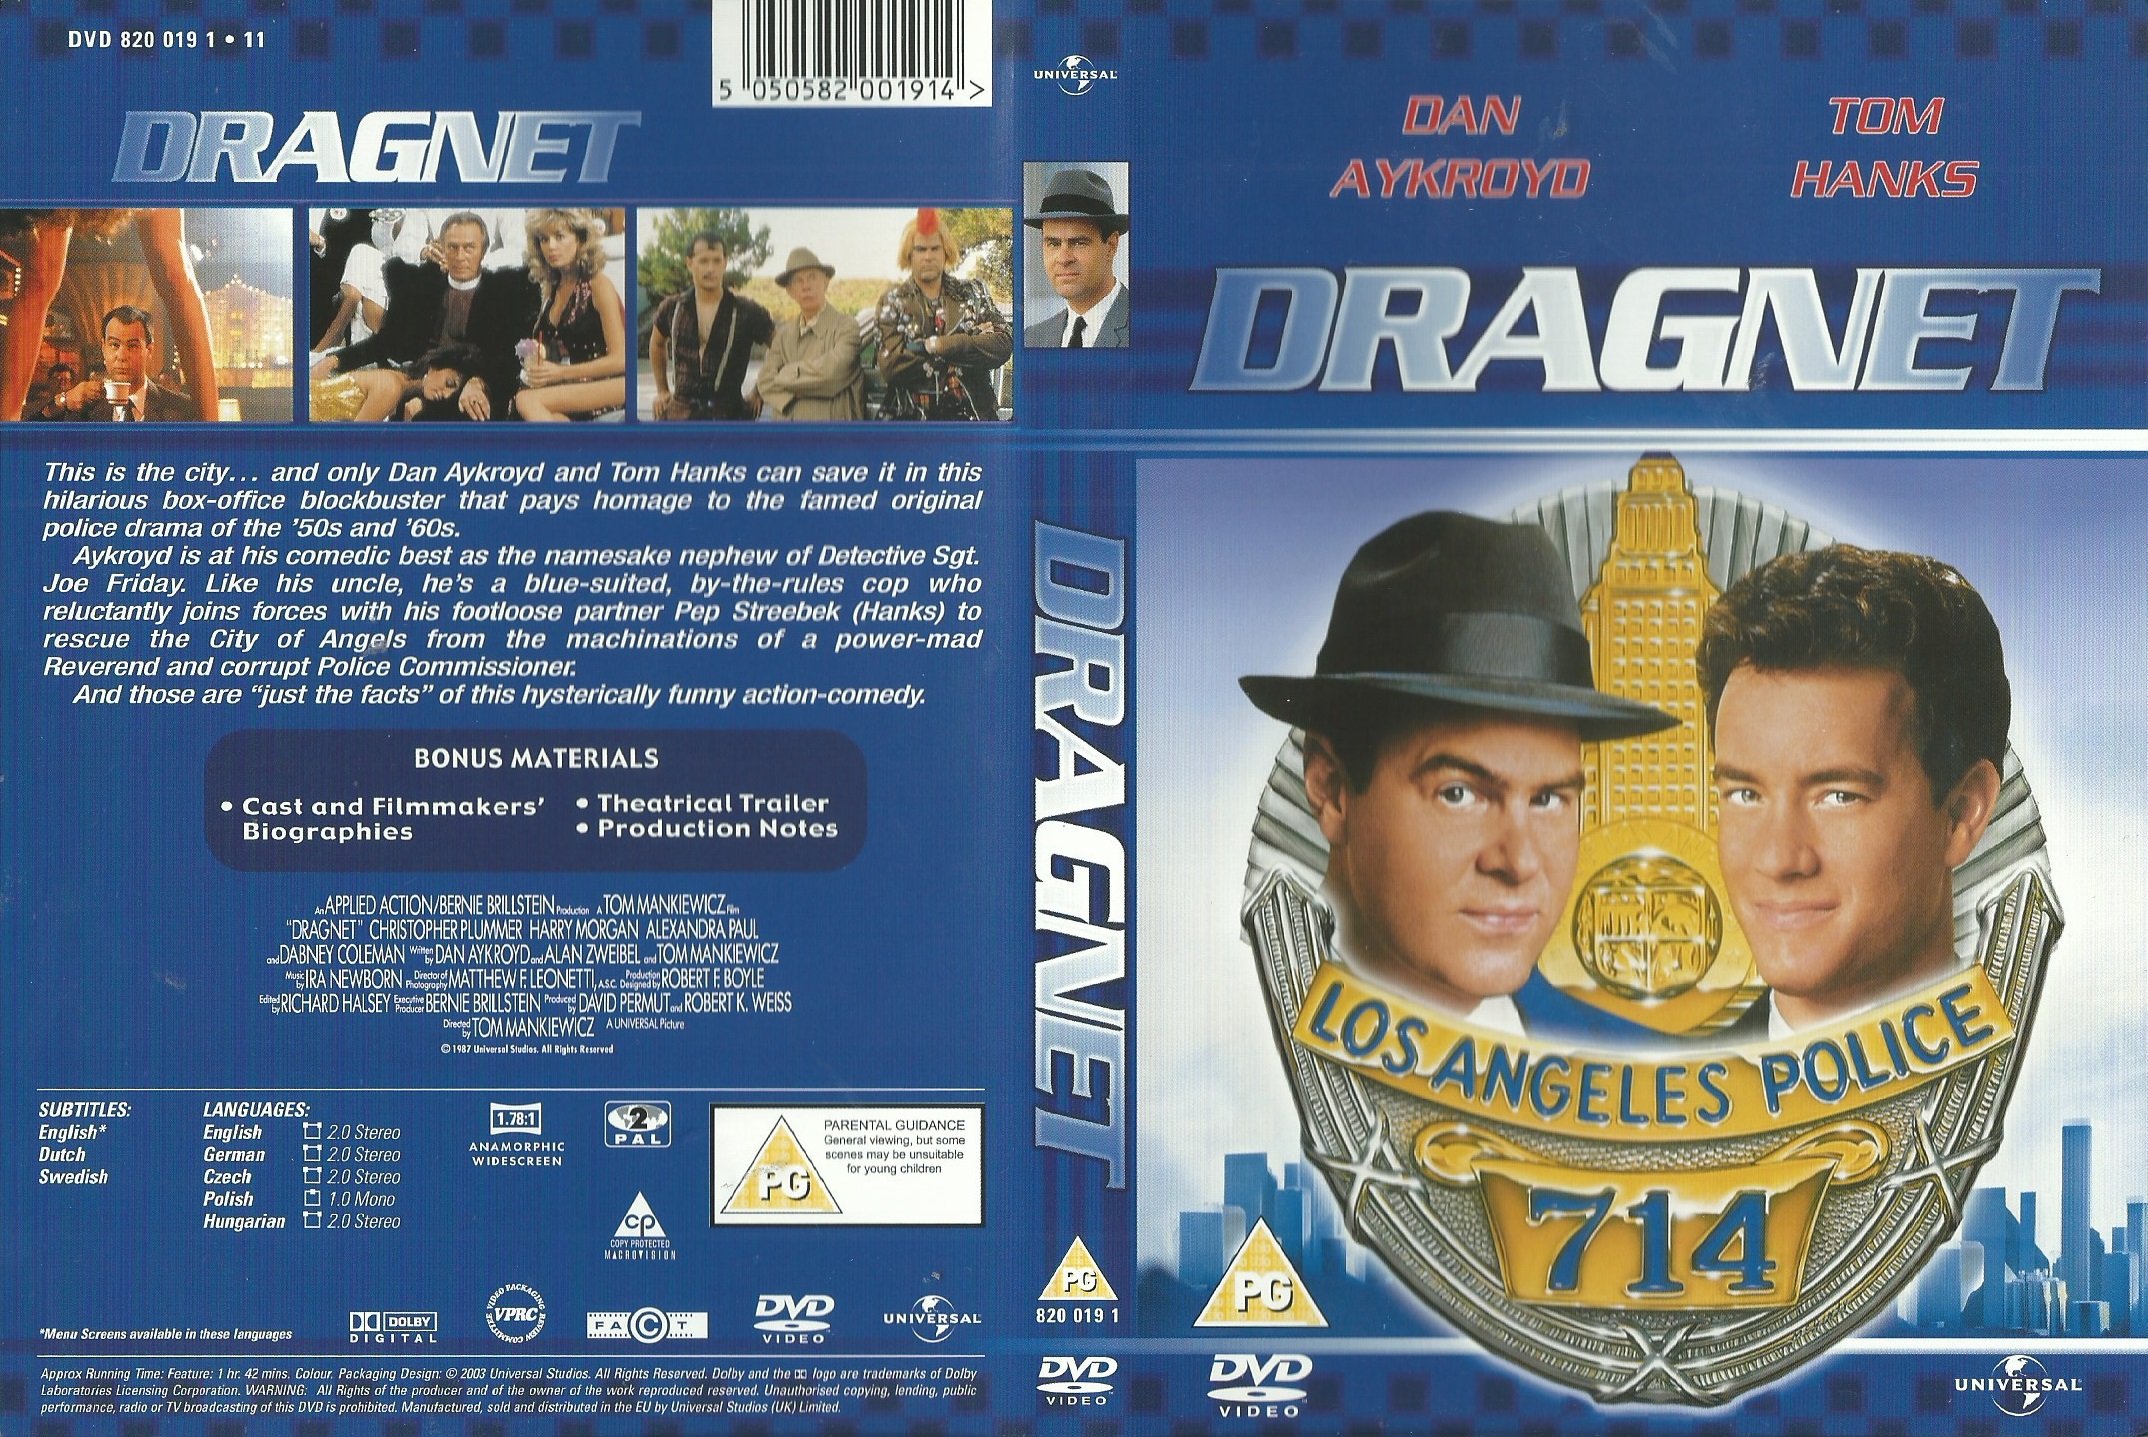 DVD 820 019 1 • 11
5 050582 001914 >
DRAGNET
This is the city… and only Dan Aykroyd and Tom Hanks can save it in this
hilarious box-office blockbuster that pays homage to the famed original
police drama of the '50s and '60s.
Aykroyd is at his comedic best as the namesake nephew of Detective Sgt.
Joe Friday. Like his uncle, he's a blue-suited, by-the-rules cop who
reluctantly joins forces with his footloose partner Pep Streebek (Hanks) to
rescue the City of Angels from the machinations of a power-mad
Reverend and corrupt Police Commissioner.
And those are “just the facts” of this hysterically funny action-comedy.
BONUS MATERIALS
• Cast and Filmmakers'
Biographies
• Theatrical Trailer
• Production Notes
An APPLIED ACTION/BERNIE BRILLSTEIN Production A TOM MANKIEWICZ Film
“DRAGNET” CHRISTOPHER PLUMMER HARRY MORGAN ALEXANDRA PAUL
and DABNEY COLEMAN Written by DAN AYKROYD and ALAN ZWEIBEL and TOM MANKIEWICZ
Music by IRA NEWBORN Director of Photography MATTHEW F. LEONETTI, A.S.C. Production Designed by ROBERT F. BOYLE
Edited by RICHARD HALSEY Executive Producer BERNIE BRILLSTEIN Produced by DAVID PERMUT and ROBERT K. WEISS
Directed by TOM MANKIEWICZ A UNIVERSAL Picture
© 1987 Universal Studios. All Rights Reserved
SUBTITLES:
English*
Dutch
Swedish
LANGUAGES:
English 2.0 Stereo
German 2.0 Stereo
Czech 2.0 Stereo
Polish 1.0 Mono
Hungarian 2.0 Stereo
1.78:1
ANAMORPHIC
WIDESCREEN
2
PAL
CP
COPY PROTECTED
MACROVISION
PG
PARENTAL GUIDANCE
General viewing, but some
scenes may be unsuitable
for young children
*Menu Screens available in these languages
DOLBY
DIGITAL
VIDEO PACKAGING REVIEW COMMITTEE
VPRC
FACT
DVD
VIDEO
UNIVERSAL
Approx Running Time: Feature: 1 hr. 42 mins. Colour. Packaging Design: © 2003 Universal Studios. All Rights Reserved. Dolby and the logo are trademarks of Dolby
Laboratories Licensing Corporation. WARNING: All Rights of the producer and of the owner of the work reproduced reserved. Unauthorised copying, lending, public
performance, radio or TV broadcasting of this DVD is prohibited. Manufactured, sold and distributed in the EU by Universal Studios (UK) Limited.
UNIVERSAL
DRAGNET
PG
820 019 1
DVD
VIDEO
DAN
AYKROYD
TOM
HANKS
DRAGNET
LOS ANGELES POLICE
714
PG
DVD
VIDEO
UNIVERSAL